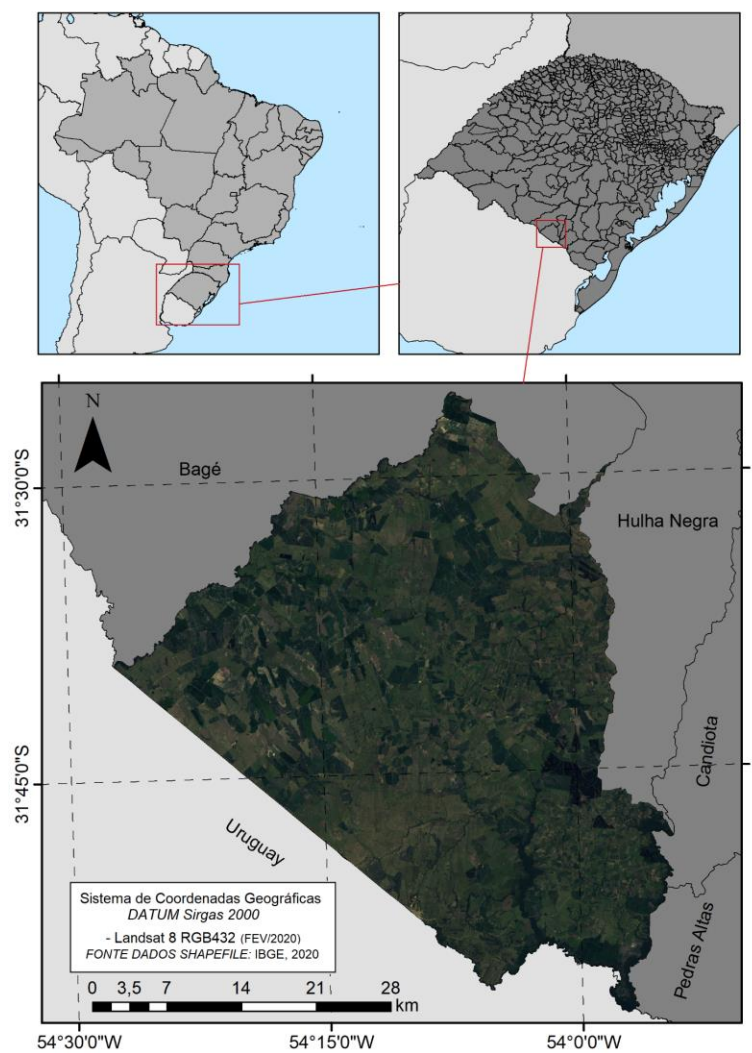 N
Bagé
31°30'0"S
Hulha Negra
Candiota
31°45'0"S
Uruguay
Pedras Altas
Sistema de Coordenadas Geográficas
DATUM Sirgas 2000
- Landsat 8 RGB432 (FEV/2020)
FONTE DADOS SHAPEFILE: IBGE, 2020
0 3,5 7 14 21 28
km
54°30'0"W 54°15'0"W 54°0'0"W